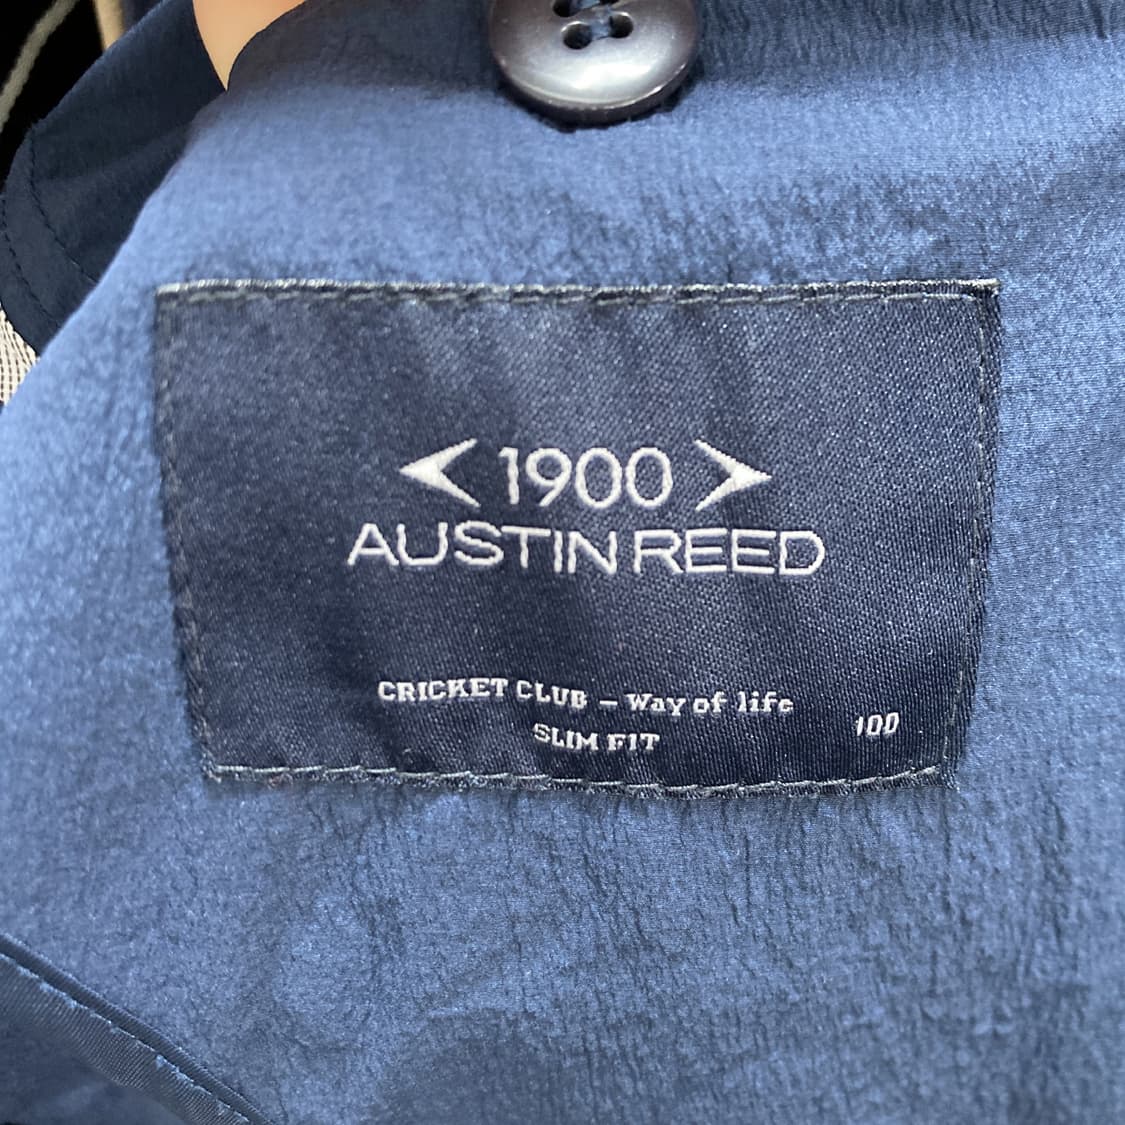 1900
AUSTIN REED
CRICKET CLUB – Way of life
SLIM FIT
100